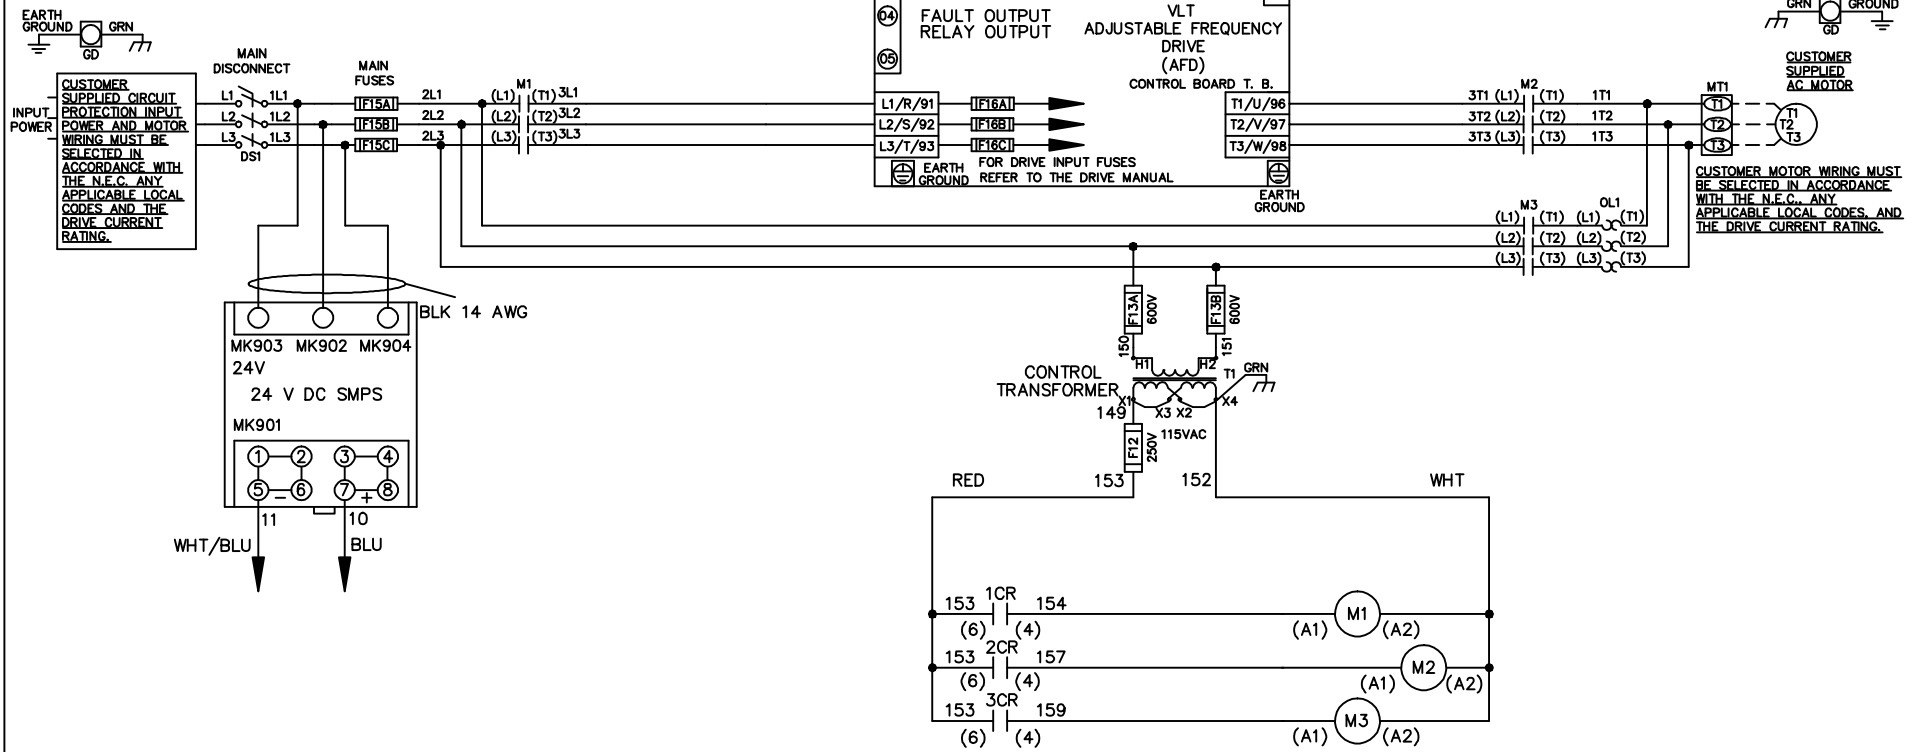 EARTH
GROUND
GRN
GD
04
FAULT OUTPUT
RELAY OUTPUT
05
VLT
ADJUSTABLE FREQUENCY
DRIVE
(AFD)
CONTROL BOARD T. B.
GRN
GROUND
GD
CUSTOMER
SUPPLIED
AC MOTOR
INPUT
POWER
CUSTOMER
SUPPLIED CIRCUIT
PROTECTION INPUT
POWER AND MOTOR
WIRING MUST BE
SELECTED IN
ACCORDANCE WITH
THE N.E.C. ANY
APPLICABLE LOCAL
CODES AND THE
DRIVE CURRENT
RATING.
MAIN
DISCONNECT
L1 1L1
L2 1L2
L3 1L3
DS1
MAIN
FUSES
F15A
F15B
F15C
2L1
2L2
2L3
M1
(L1) (T1) 3L1
(L2) (T2) 3L2
(L3) (T3) 3L3
L1/R/91
L2/S/92
L3/T/93
F16A
F16B
F16C
EARTH
GROUND
FOR DRIVE INPUT FUSES
REFER TO THE DRIVE MANUAL
T1/U/96
T2/V/97
T3/W/98
EARTH
GROUND
M2
3T1 (L1) (T1) 1T1
3T2 (L2) (T2) 1T2
3T3 (L3) (T3) 1T3
MT1
T1
T2
T3
T1
T2
T3
CUSTOMER MOTOR WIRING MUST
BE SELECTED IN ACCORDANCE
WITH THE N.E.C., ANY
APPLICABLE LOCAL CODES, AND
THE DRIVE CURRENT RATING.
M3
OL1
(L1) (T1) (L1) (T1)
(L2) (T2) (L2) (T2)
(L3) (T3) (L3) (T3)
BLK 14 AWG
MK903 MK902 MK904
24V
24 V DC SMPS
MK901
1 2 3 4
5 - 6 7 + 8
11
10
WHT/BLU
BLU
F13A
600V
F13B
600V
150
151
H1
H2
CONTROL
TRANSFORMER
T1
GRN
X1
X3 X2
X4
149
115VAC
F12
250V
153
152
RED
WHT
1CR
153 154
(6) (4)
M1
(A1) (A2)
2CR
153 157
(6) (4)
M2
(A1) (A2)
3CR
153 159
(6) (4)
M3
(A1) (A2)